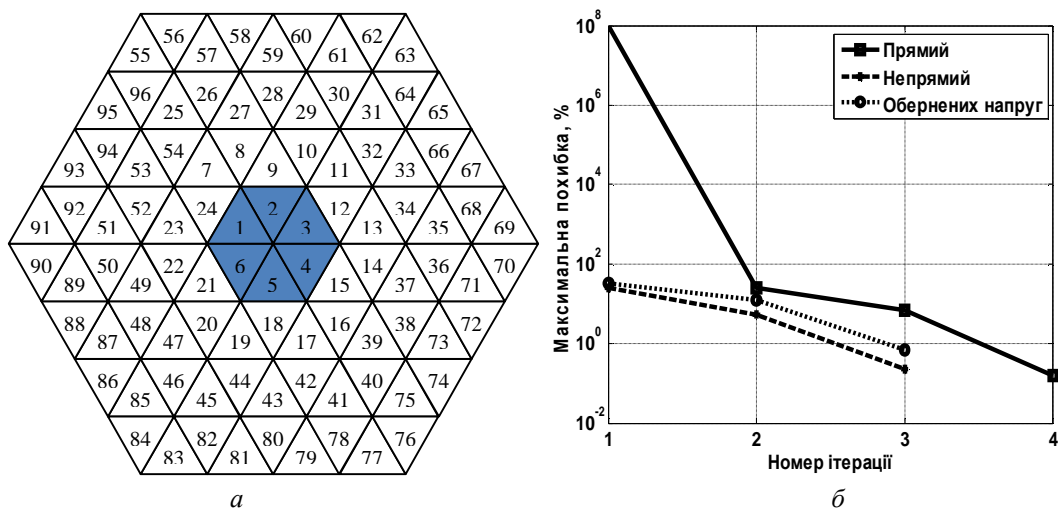 56 58 60 62
55 57 59 61 63
96 26 28 30 64
95 25 27 29 31 65
94 54 8 10 32 66
93 53 7 9 11 33 67
92 52 24 2 12 34 68
91 51 23 1 3 13 35 69
90 50 22 6 4 14 36 70
89 49 21 5 15 37 71
88 48 20 18 16 38 72
87 47 19 17 39 73
86 46 44 42 40 74
85 45 43 41 75
84 82 80 78 76
83 81 79 77
а
Максимальна похибка, %
10^8
10^6
10^4
10^2
10^0
10^-2
Прямий
Непрямий
Обернених напруг
1 2 3 4
Номер ітерації
б